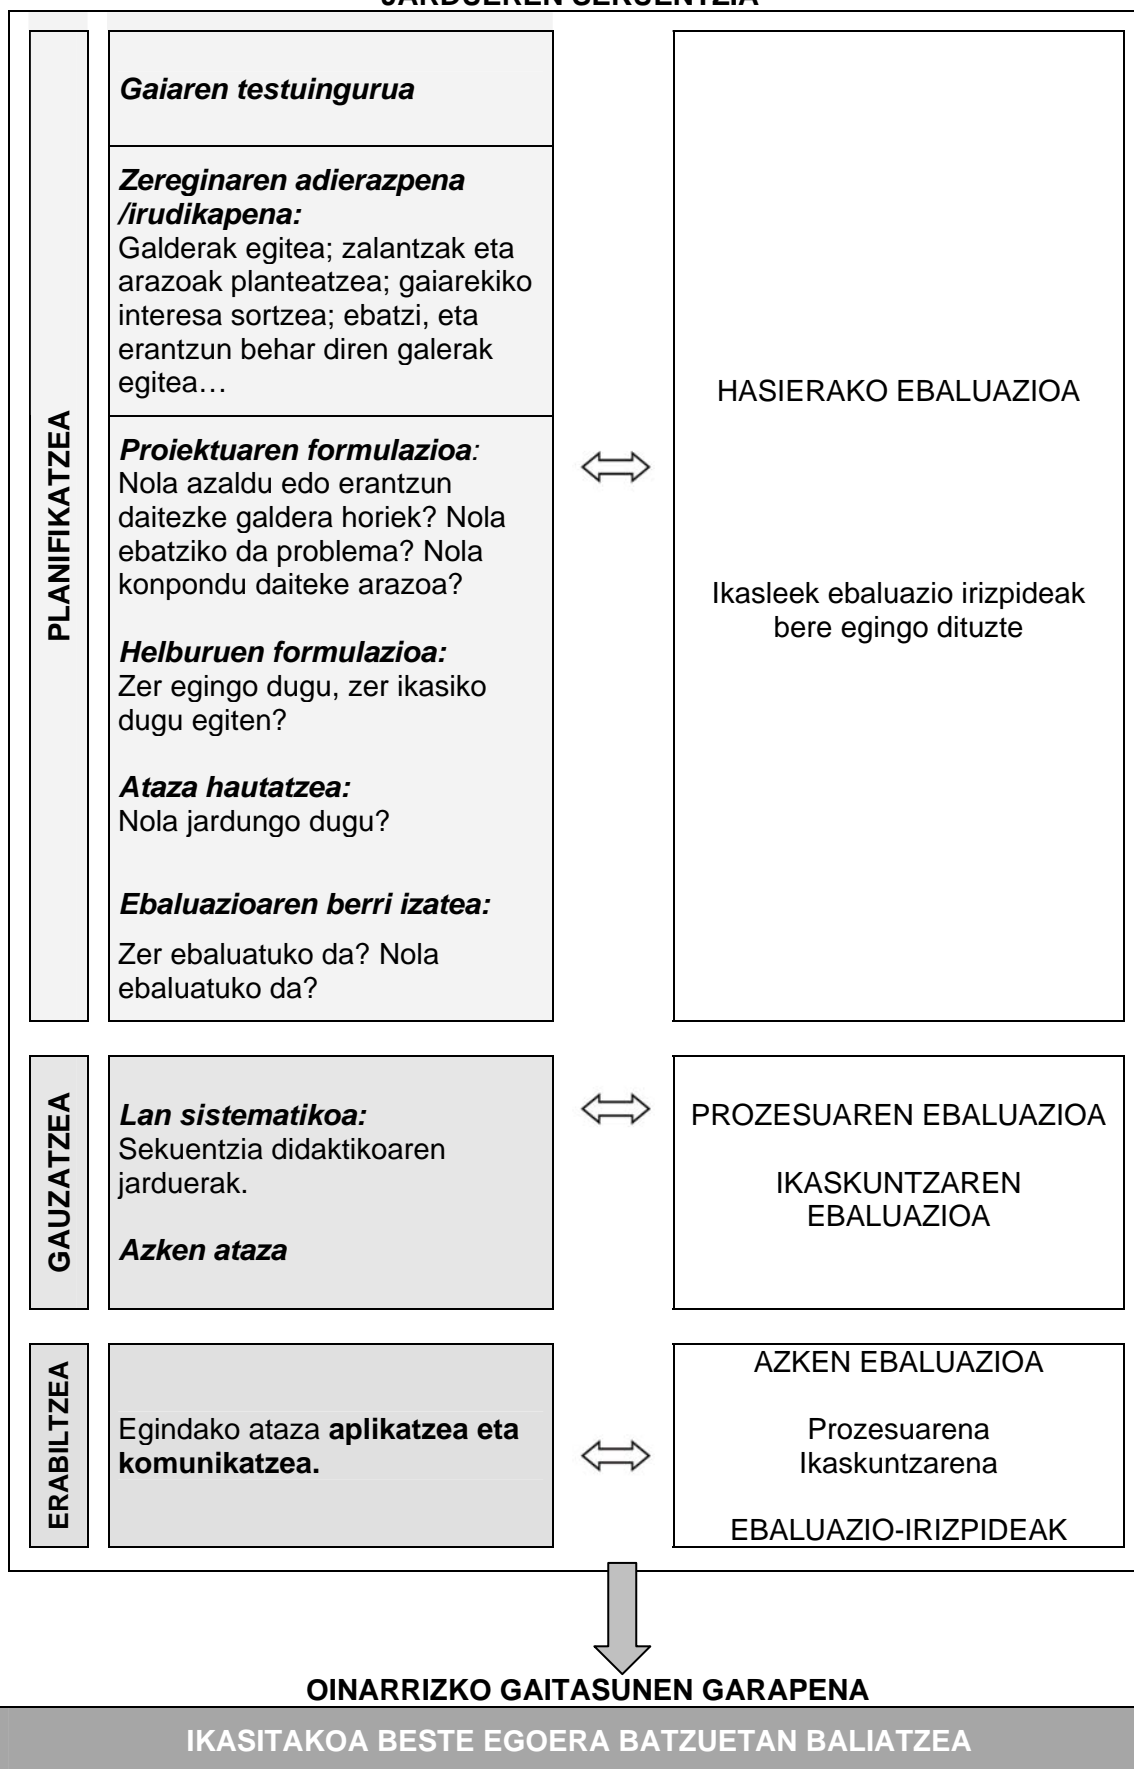 JARDUEREN SEKUENTZIA
PLANIFIKATZEA
Gaiaren testuingurua
Zereginaren adierazpena
/irudikapena:
Galderak egitea; zalantzak eta
arazoak planteatzea; gaiarekiko
interesa sortzea; ebatzi, eta
erantzun behar diren galerak
egitea…
Proiektuaren formulazioa:
Nola azaldu edo erantzun
daitezke galdera horiek? Nola
ebatziko da problema? Nola
konpondu daiteke arazoa?
Helburuen formulazioa:
Zer egingo dugu, zer ikasiko
dugu egiten?
Ataza hautatzea:
Nola jardungo dugu?
Ebaluazioaren berri izatea:
Zer ebaluatuko da? Nola
ebaluatuko da?
HASIERAKO EBALUAZIOA
Ikasleek ebaluazio irizpideak
bere egingo dituzte
GAUZATZEA
Lan sistematikoa:
Sekuentzia didaktikoaren
jarduerak.
Azken ataza
PROZESUAREN EBALUAZIOA
IKASKUNTZAREN
EBALUAZIOA
ERABILTZEA
Egindako ataza aplikatzea eta
komunikatzea.
AZKEN EBALUAZIOA
Prozesuarena
Ikaskuntzarena
EBALUAZIO-IRIZPIDEAK
OINARRIZKO GAITASUNEN GARAPENA
IKASITAKOA BESTE EGOERA BATZUETAN BALIATZEA